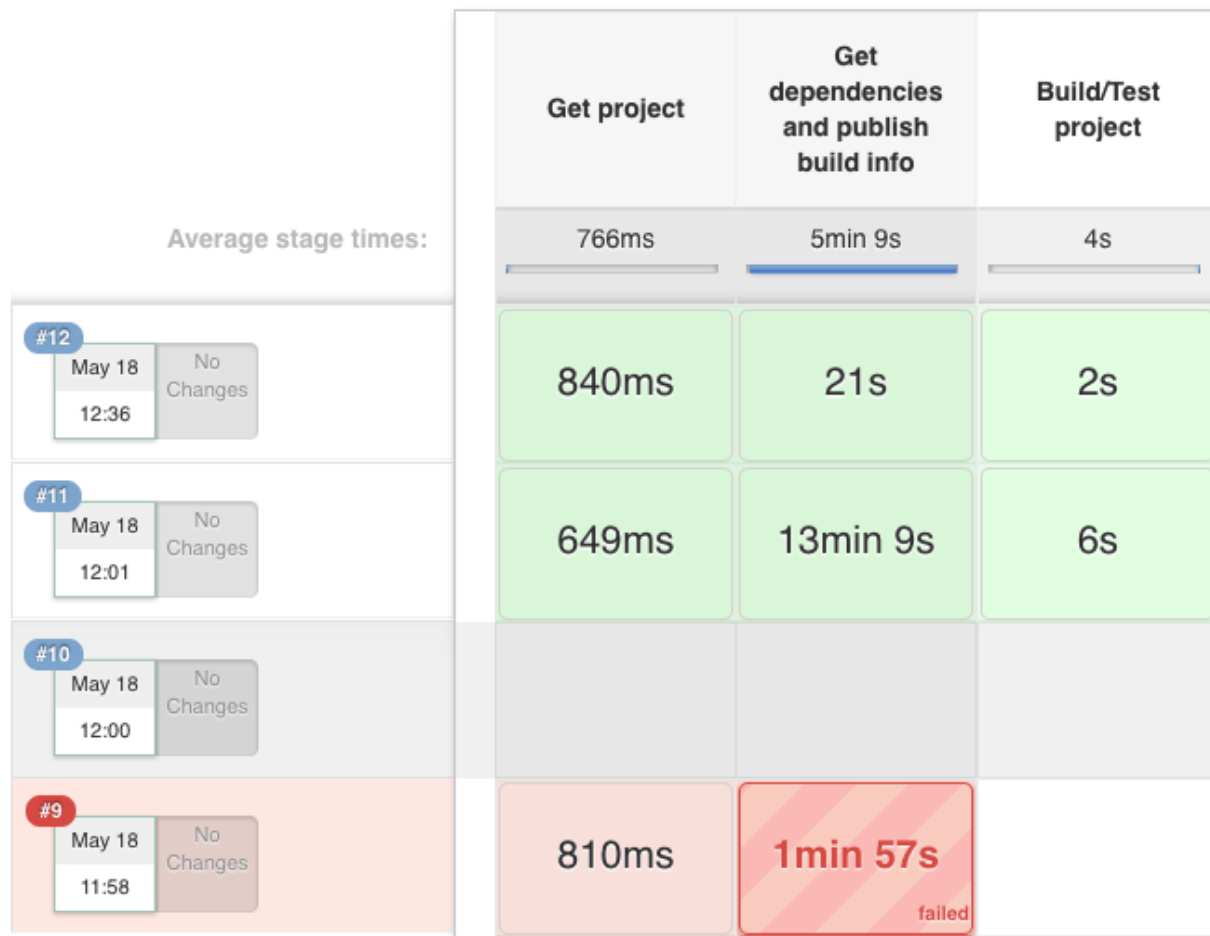 Get project
Get
dependencies
and publish
build info
Build/Test
project
Average stage times:
766ms
5min 9s
4s
#12
May 18
12:36
No
Changes
840ms
21s
2s
#11
May 18
12:01
No
Changes
649ms
13min 9s
6s
#10
May 18
12:00
No
Changes
#9
May 18
11:58
No
Changes
810ms
1min 57s
failed